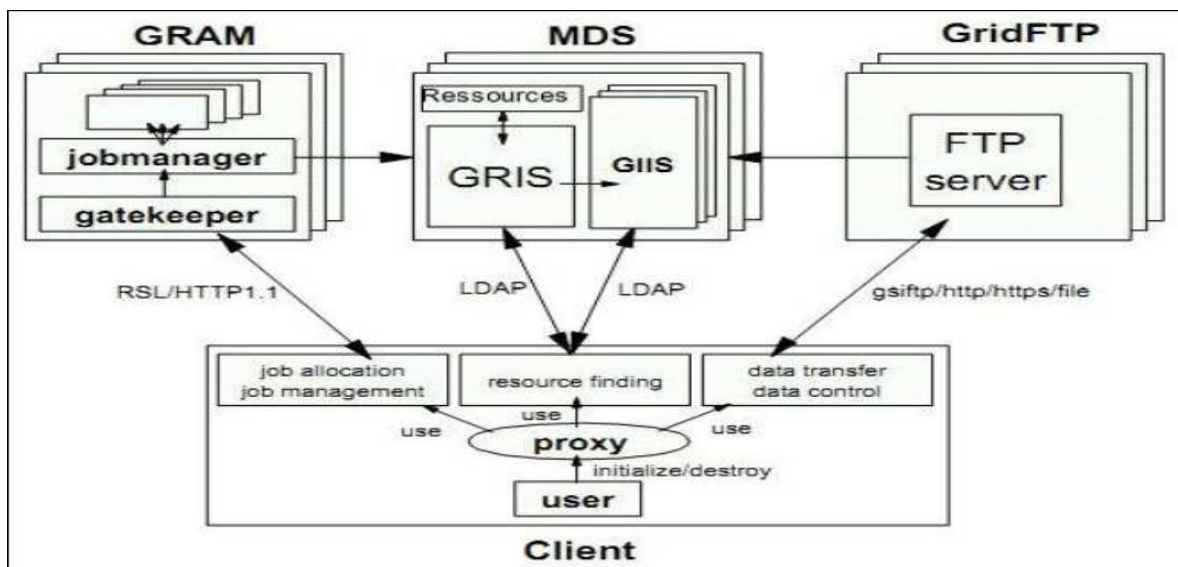 GRAM
MDS
GridFTP
Ressources
jobmanager
gatekeeper
GRIS
GIIS
FTP
server
RSL/HTTP1.1
LDAP
LDAP
gsiftp/http/https/file
job allocation
job management
resource finding
data transfer
data control
use
use
use
proxy
initialize/destroy
user
Client